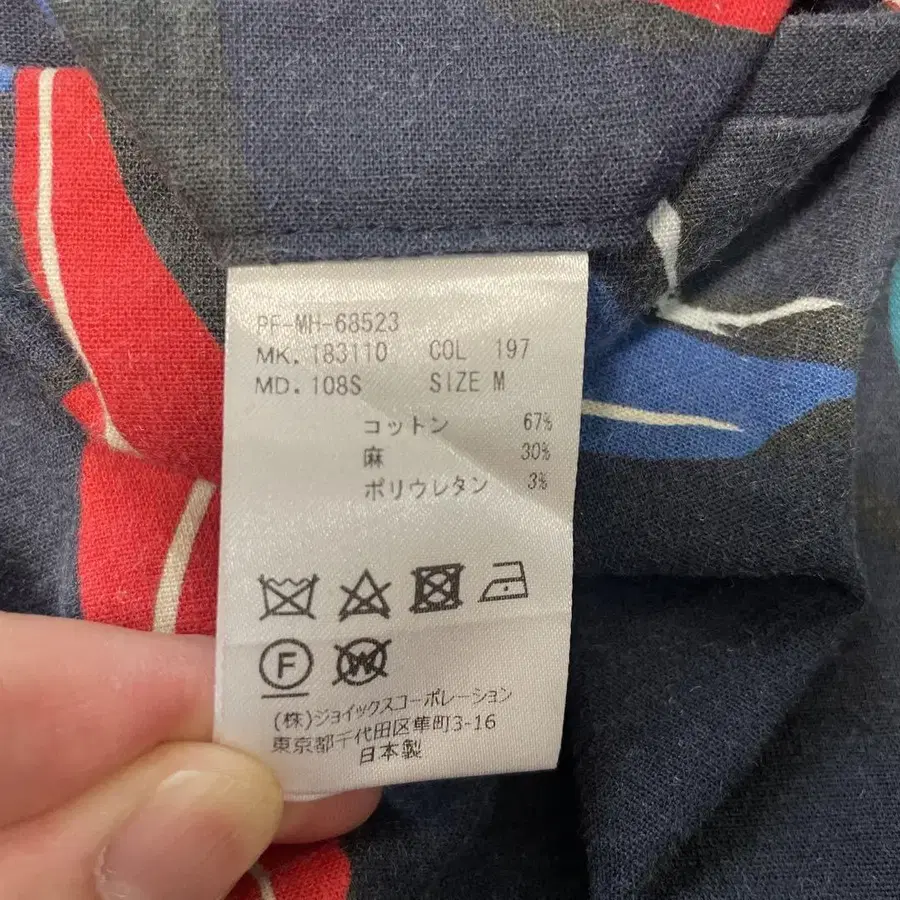 PF-MH-68523
MK. 183110 COL 197
MD. 108S SIZE M
コットン 67%
麻 30%
ポリウレタン 3%
F W
(株)ジョイックスコーポレーション
東京都千代田区隼町3-16
日本製